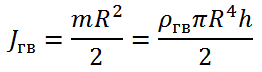 J_гв = mR²/2 = ρ_гв πR⁴h/2